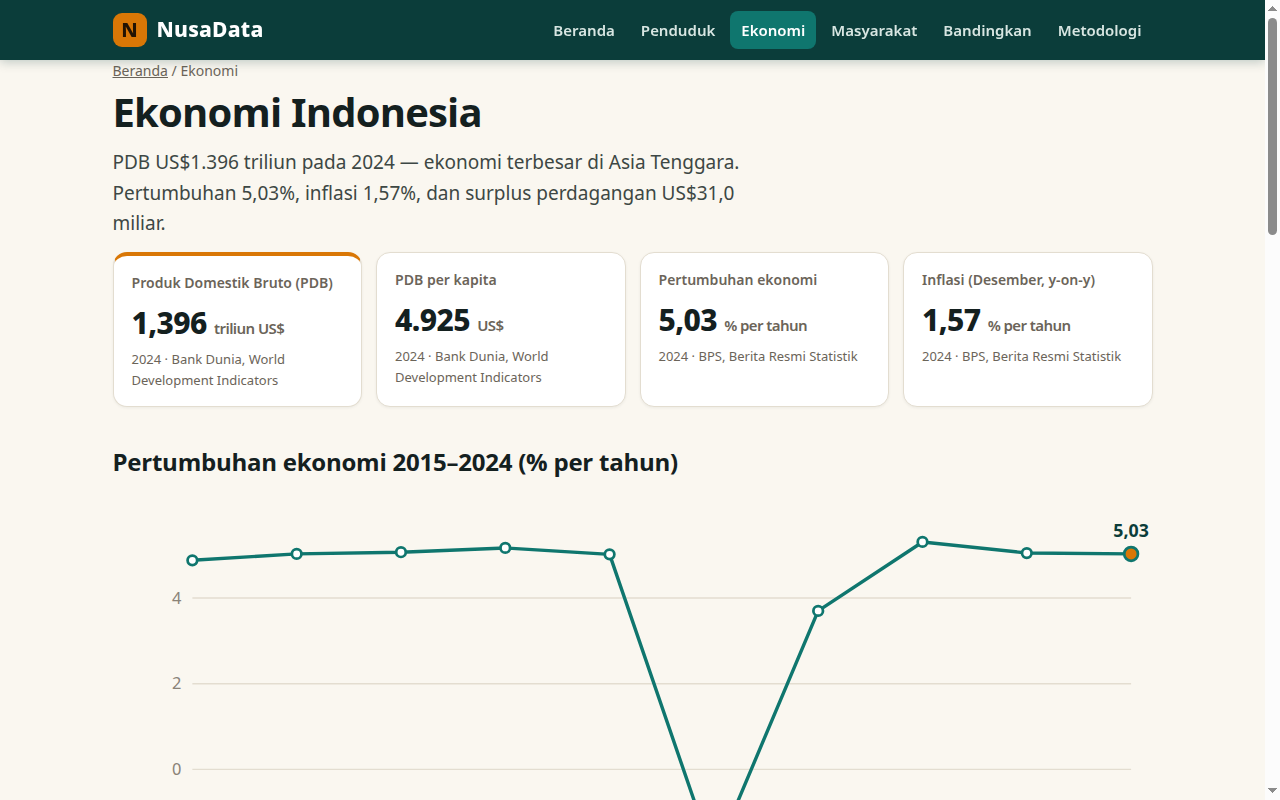 N NusaData
Beranda Penduduk Ekonomi Masyarakat Bandingkan Metodologi
Beranda / Ekonomi
Ekonomi Indonesia
PDB US$1.396 triliun pada 2024 — ekonomi terbesar di Asia Tenggara.
Pertumbuhan 5,03%, inflasi 1,57%, dan surplus perdagangan US$31,0
miliar.
Produk Domestik Bruto (PDB)
1,396 triliun US$
2024 · Bank Dunia, World
Development Indicators
PDB per kapita
4.925 US$
2024 · Bank Dunia, World
Development Indicators
Pertumbuhan ekonomi
5,03 % per tahun
2024 · BPS, Berita Resmi Statistik
Inflasi (Desember, y-on-y)
1,57 % per tahun
2024 · BPS, Berita Resmi Statistik
Pertumbuhan ekonomi 2015–2024 (% per tahun)
5,03
4
2
0